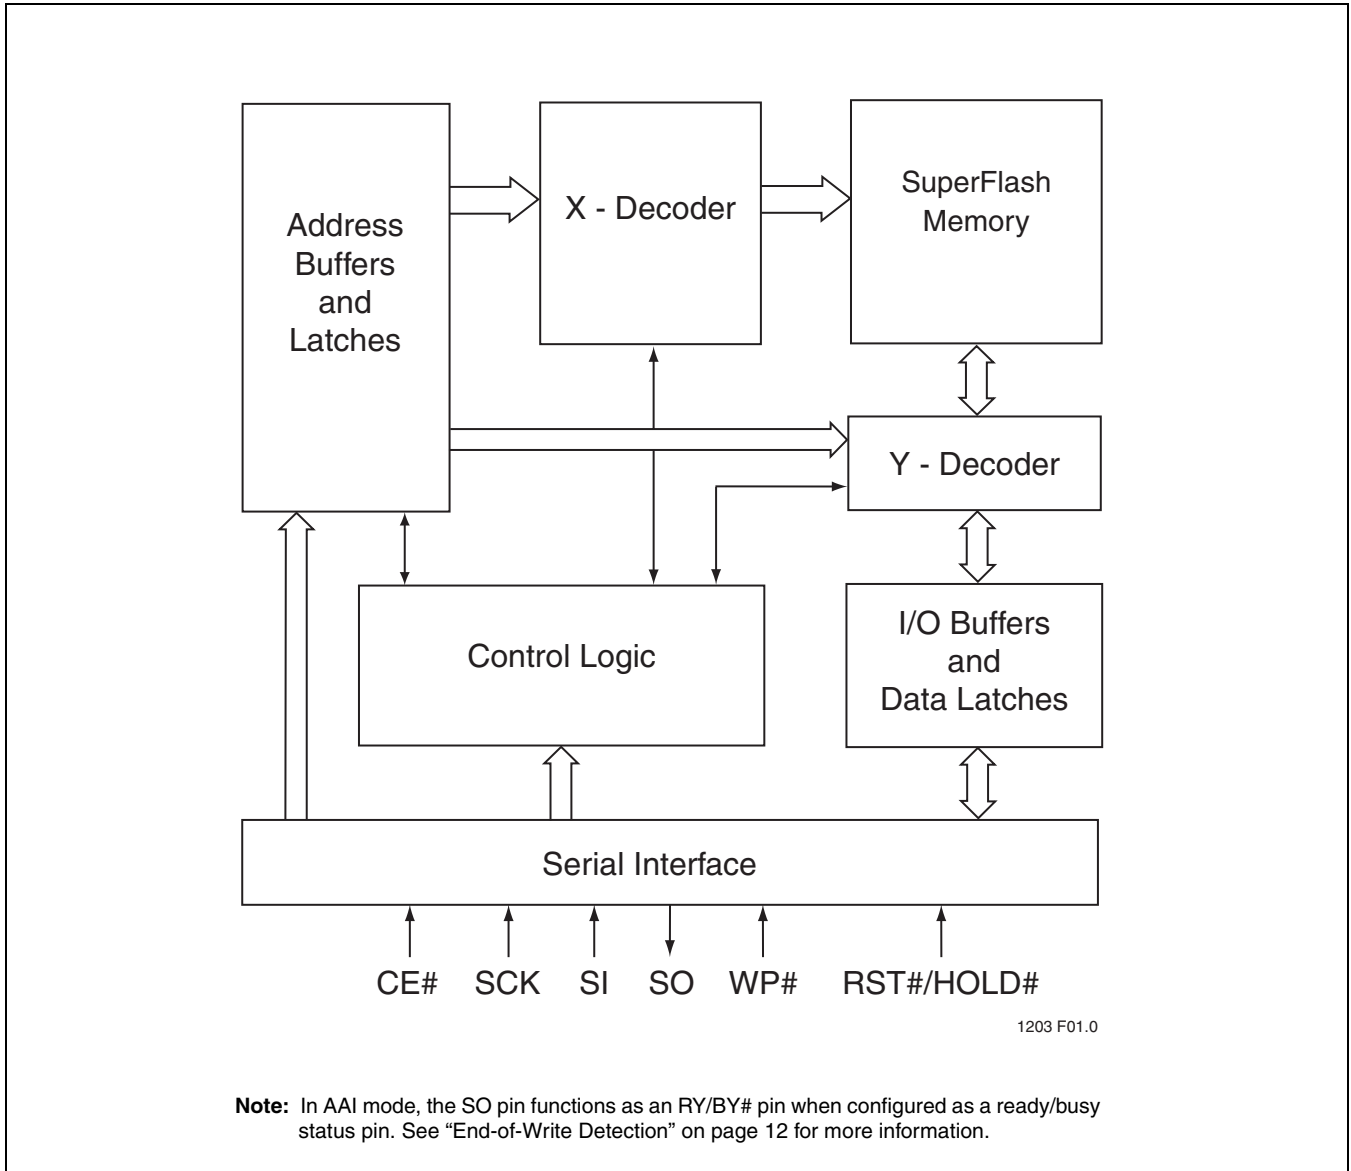 Address
Buffers
and
Latches
X - Decoder
SuperFlash
Memory
Y - Decoder
Control Logic
I/O Buffers
and
Data Latches
Serial Interface
CE# SCK SI SO WP# RST#/HOLD#
1203 F01.0
Note: In AAI mode, the SO pin functions as an RY/BY# pin when configured as a ready/busy
status pin. See “End-of-Write Detection” on page 12 for more information.